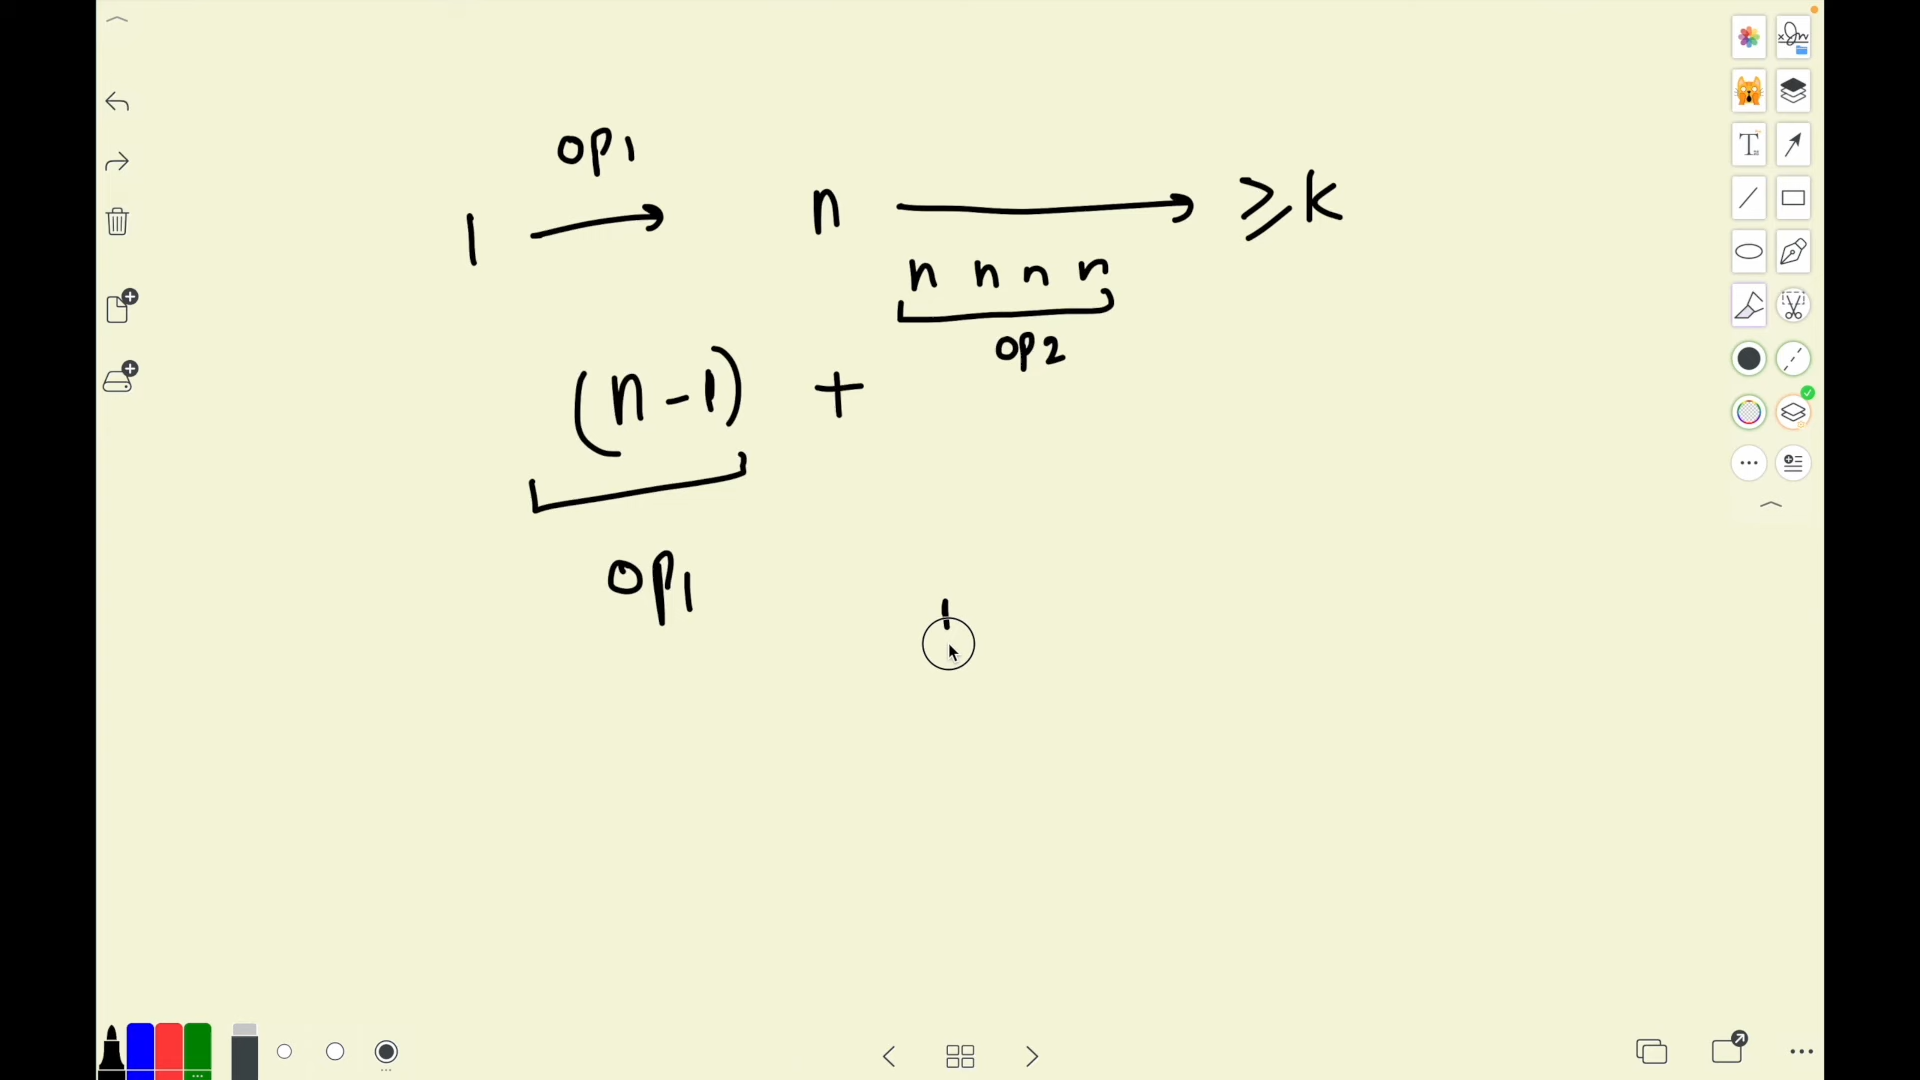 op1
1 → n → ≥k
n n n n
op2
(n-1) +
op1